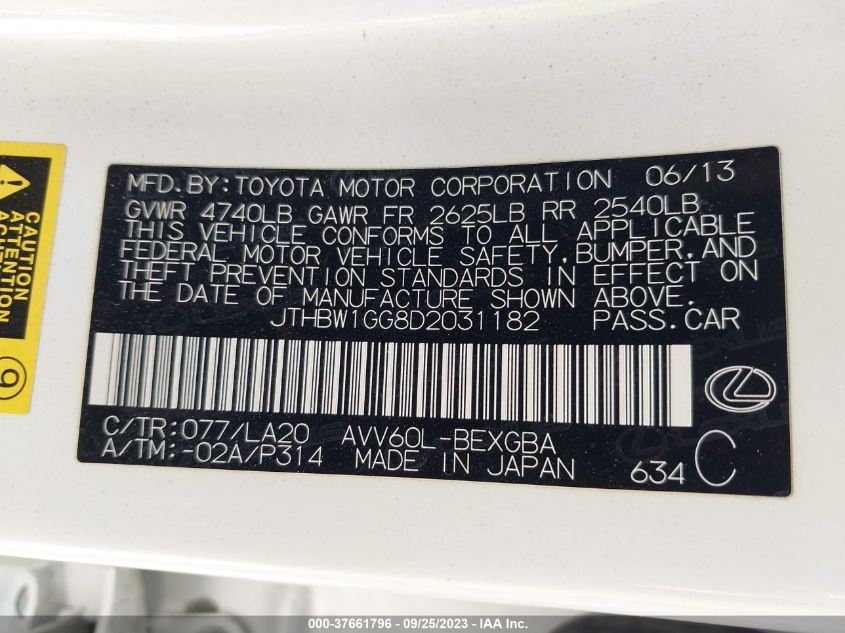 MFD.BY:TOYOTA MOTOR CORPORATION 06/13
GVWR 4740LB GAWR FR 2625LB RR 2540LB
THIS VEHICLE CONFORMS TO ALL APPLICABLE
FEDERAL MOTOR VEHICLE SAFETY,BUMPER,AND
THEFT PREVENTION STANDARDS IN EFFECT ON
THE DATE OF MANUFACTURE SHOWN ABOVE.
JTHBW1GG8D2031182 PASS.CAR
C/TR:077/LA20 AVV60L-BEXGBA
A/TM:-02A/P314 MADE IN JAPAN 634 C
CAUTION
ATTENTION
9
000-37661796 - 09/25/2023 - IAA Inc.